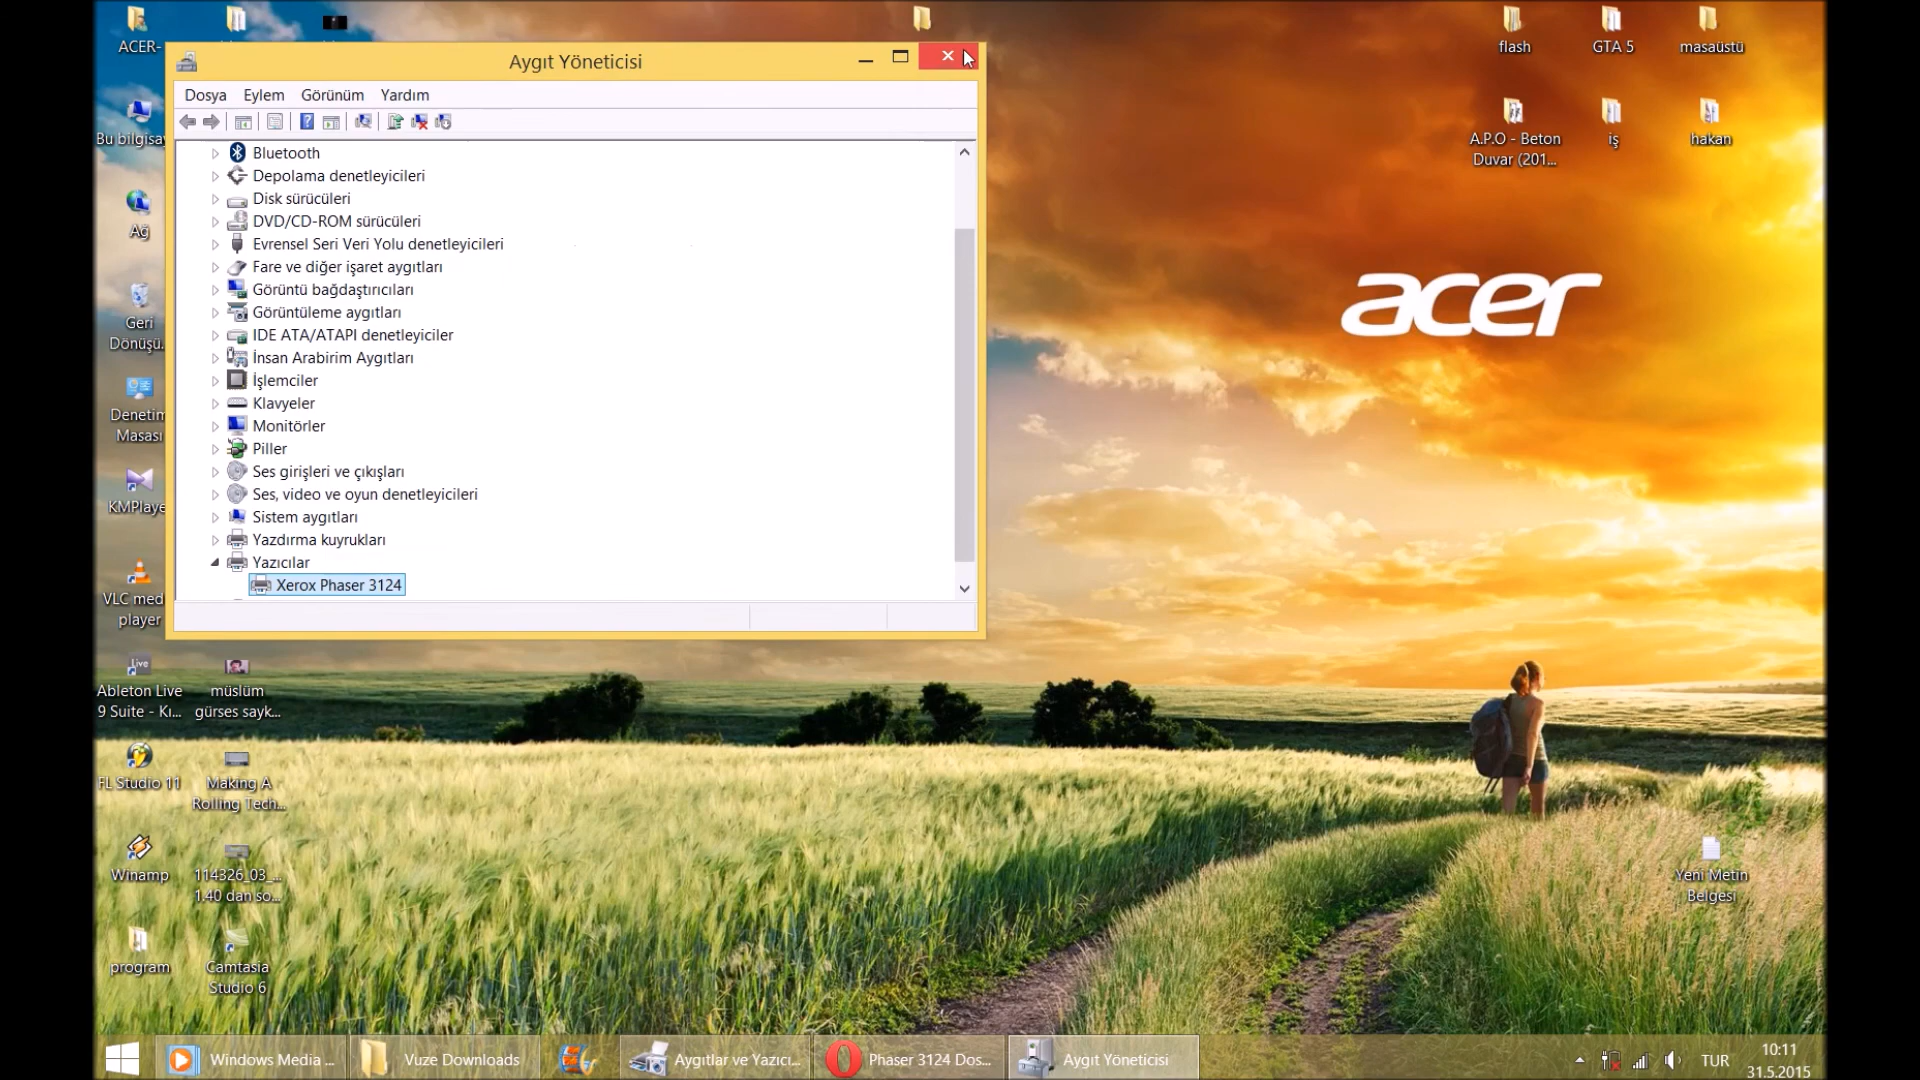 ACER-
flash
GTA 5
masaüstü
Aygıt Yöneticisi
Dosya Eylem Görünüm Yardım
Bu bilgisay
Ağ
Geri
Dönüşü...
Denetim
Masası
KMPlaye
VLC med
player
Bluetooth
Depolama denetleyicileri
Disk sürücüleri
DVD/CD-ROM sürücüleri
Evrensel Seri Veri Yolu denetleyicileri
Fare ve diğer işaret aygıtları
Görüntü bağdaştırıcıları
Görüntüleme aygıtları
IDE ATA/ATAPI denetleyiciler
İnsan Arabirim Aygıtları
İşlemciler
Klavyeler
Monitörler
Piller
Ses girişleri ve çıkışları
Ses, video ve oyun denetleyicileri
Sistem aygıtları
Yazdırma kuyrukları
Yazıcılar
Xerox Phaser 3124
A.P.O - Beton
Duvar (201...
iş
hakan
acer
Live
Ableton Live
9 Suite - Kı...
müslüm
gürses sayk...
FL Studio 11
Making A
Rolling Tech...
Winamp
114326_03_...
1.40 dan so...
program
Camtasia
Studio 6
Yeni Metin
Belgesi
Windows Media ...
Vuze Downloads
Aygıtlar ve Yazıcı...
Phaser 3124 Dos...
Aygıt Yöneticisi
TUR
10:11
31.5.2015